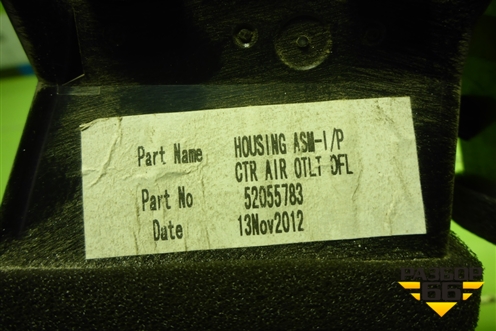 Part Name HOUSING ASM-I/P
CTR AIR OTLT DFL
Part No 52055783
Date 13Nov2012
РАЗБОР
66